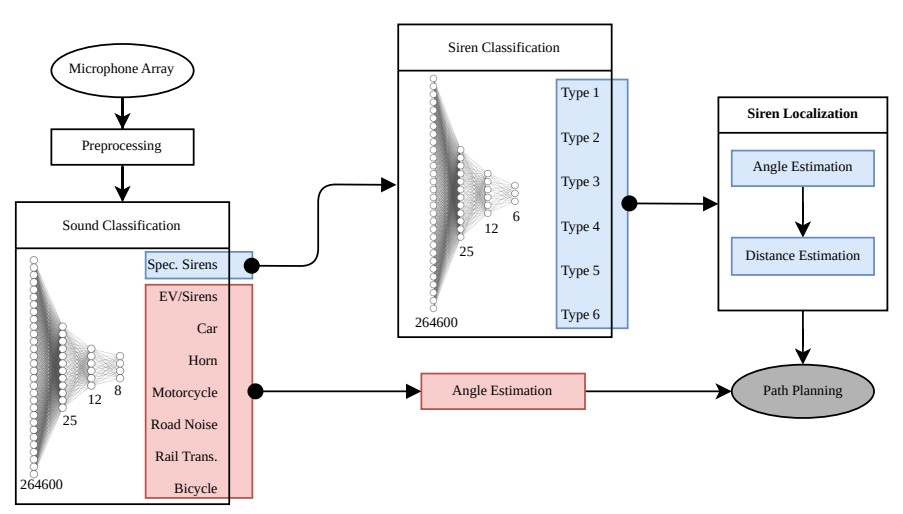 Microphone Array
Preprocessing
Sound Classification
Spec. Sirens
EV/Sirens
Car
Horn
Motorcycle
Road Noise
Rail Trans.
Bicycle
264600
25
12
8
Siren Classification
Type 1
Type 2
Type 3
Type 4
Type 5
Type 6
264600
25
12
6
Siren Localization
Angle Estimation
Distance Estimation
Angle Estimation
Path Planning